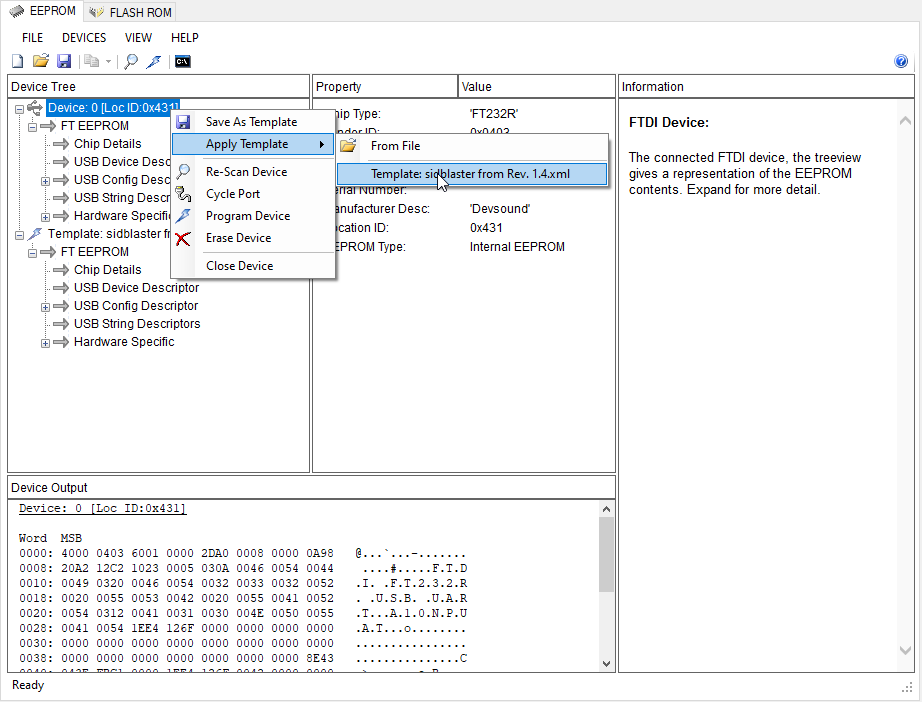 EEPROM FLASH ROM
FILE DEVICES VIEW HELP
C:\
Device Tree
Device: 0 [Loc ID:0x431]
FT EEPROM
Chip Details
USB Device Desc
USB Config Desc
USB String Descr
Hardware Specific
Template: sidblaster fr
FT EEPROM
Chip Details
USB Device Descriptor
USB Config Descriptor
USB String Descriptors
Hardware Specific
Save As Template
Apply Template
Re-Scan Device
Cycle Port
Program Device
Erase Device
Close Device
From File
Template: sidblaster from Rev. 1.4.xml
Property Value
hip Type: 'FT232R'
ndor ID: 0x0403
erial Number:
anufacturer Desc: 'Devsound'
ocation ID: 0x431
EPROM Type: Internal EEPROM
Information
FTDI Device:
The connected FTDI device, the treeview
gives a representation of the EEPROM
contents. Expand for more detail.
Device Output
Device: 0 [Loc ID:0x431]
Word MSB
0000: 4000 0403 6001 0000 2DA0 0008 0000 0A98 @...`...-.......
0008: 20A2 12C2 1023 0005 030A 0046 0054 0044 ....#.....F.T.D
0010: 0049 0320 0046 0054 0032 0033 0032 0052 .I. .F.T.2.3.2.R
0018: 0020 0055 0053 0042 0020 0055 0041 0052 . .U.S.B. .U.A.R
0020: 0054 0312 0041 0031 0030 004E 0050 0055 .T...A.1.0.N.P.U
0028: 0041 0054 1EE4 126F 0000 0000 0000 0000 .A.T...o........
0030: 0000 0000 0000 0000 0000 0000 0000 0000 ................
0038: 0000 0000 0000 0000 0000 0000 0000 8E43 ...............C
Ready